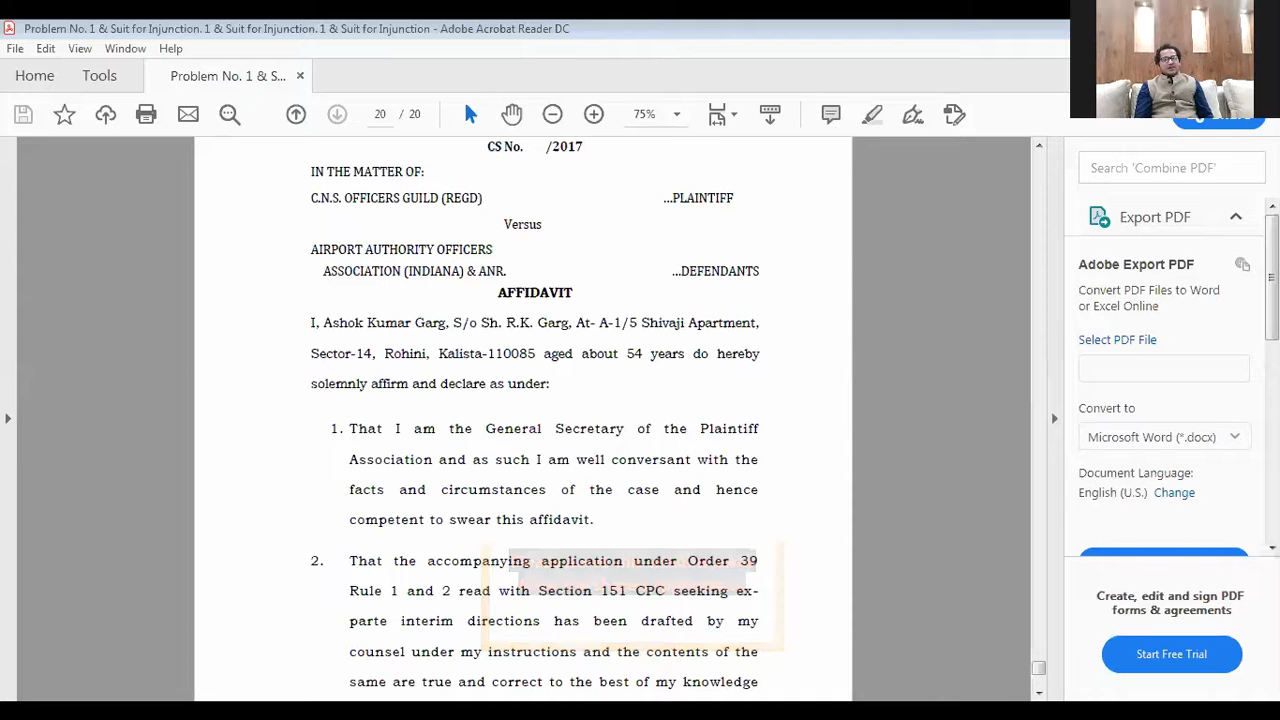 Problem No. 1 & Suit for Injunction. 1 & Suit for Injunction. 1 & Suit for Injunction - Adobe Acrobat Reader DC
File Edit View Window Help
Home Tools Problem No. 1 & S... ×
20 / 20 75%
CS No. /2017
IN THE MATTER OF:
C.N.S. OFFICERS GUILD (REGD) ...PLAINTIFF
Versus
AIRPORT AUTHORITY OFFICERS
ASSOCIATION (INDIANA) & ANR. ...DEFENDANTS
AFFIDAVIT
I, Ashok Kumar Garg, S/o Sh. R.K. Garg, At- A-1/5 Shivaji Apartment,
Sector-14, Rohini, Kalista-110085 aged about 54 years do hereby
solemnly affirm and declare as under:
1. That I am the General Secretary of the Plaintiff
Association and as such I am well conversant with the
facts and circumstances of the case and hence
competent to swear this affidavit.
2. That the accompanying application under Order 39
Rule 1 and 2 read with Section 151 CPC seeking ex-
parte interim directions has been drafted by my
counsel under my instructions and the contents of the
same are true and correct to the best of my knowledge
Search 'Combine PDF'
Export PDF
Adobe Export PDF
Convert PDF Files to Word
or Excel Online
Select PDF File
Convert to
Microsoft Word (*.docx)
Document Language:
English (U.S.) Change
Create, edit and sign PDF
forms & agreements
Start Free Trial